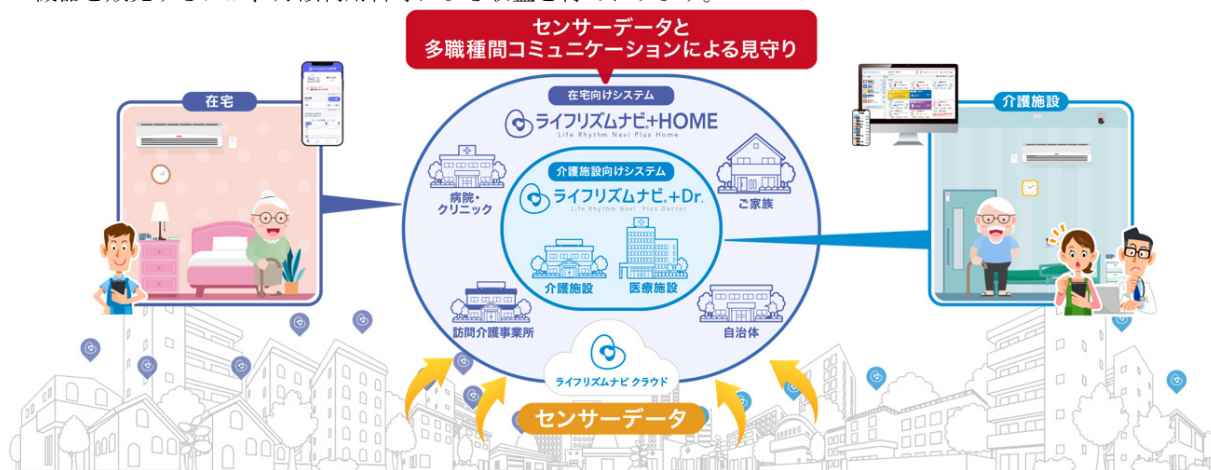 センサーデータと
多職種間コミュニケーションによる見守り
在宅
在宅向けシステム
介護施設
ライフリズムナビ®+HOME
Life Rhythm Navi Plus Home
介護施設向けシステム
ライフリズムナビ®+Dr.
Life Rhythm Navi Plus Doctor
病院・
クリニック
ご家族
介護施設
医療施設
訪問介護事業所
自治体
ライフリズムナビ クラウド
センサーデータ